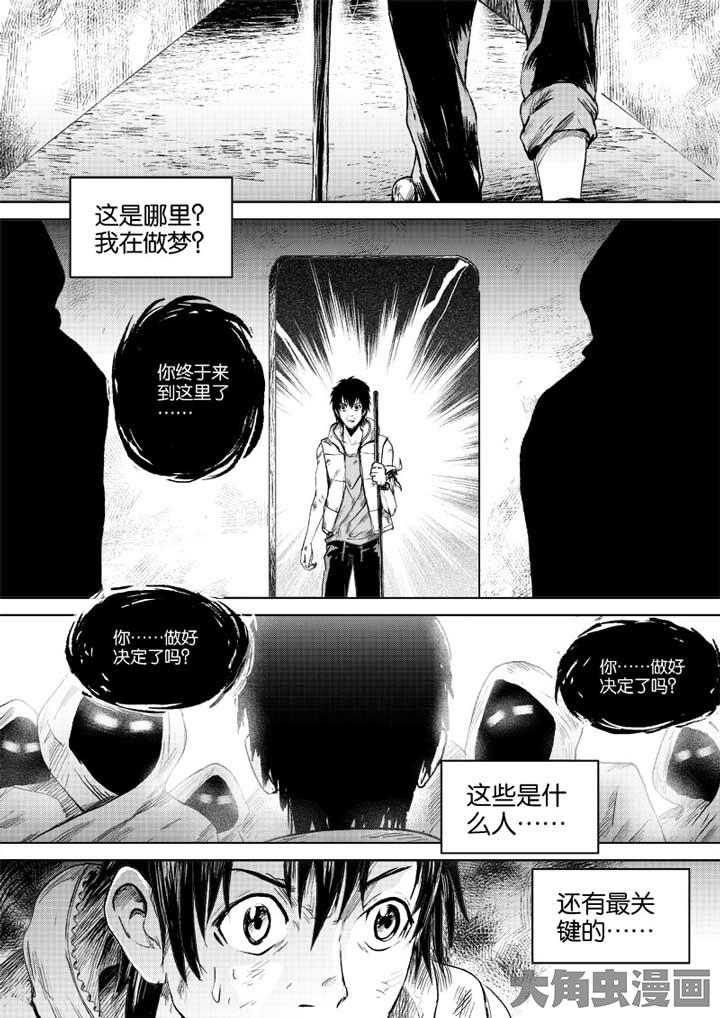 这是哪里？
我在做梦？
你终于来
到这里了
……
你……做好
决定了吗？
你……做好
决定了吗？
这些是什
么人……
还有最关
键的……
大角虫漫画